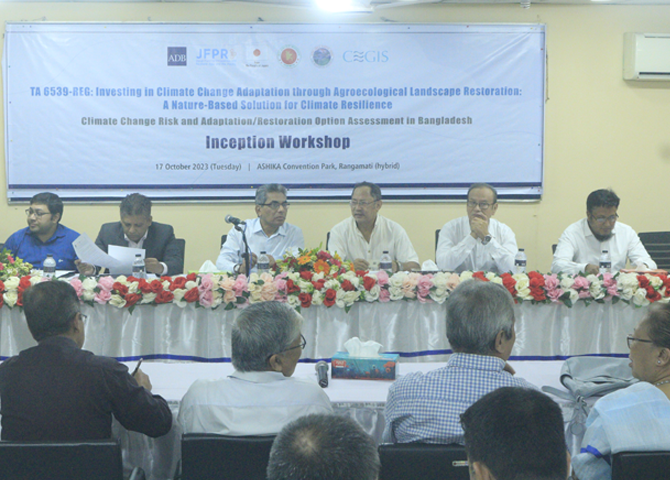 ADB JFPR CEGIS
TA 6539-REG: Investing in Climate Change Adaptation through Agroecological Landscape Restoration:
A Nature-Based Solution for Climate Resilience
Climate Change Risk and Adaptation/Restoration Option Assessment in Bangladesh
Inception Workshop
17 October 2023 (Tuesday) | ASHIKA Convention Park, Rangamati (hybrid)